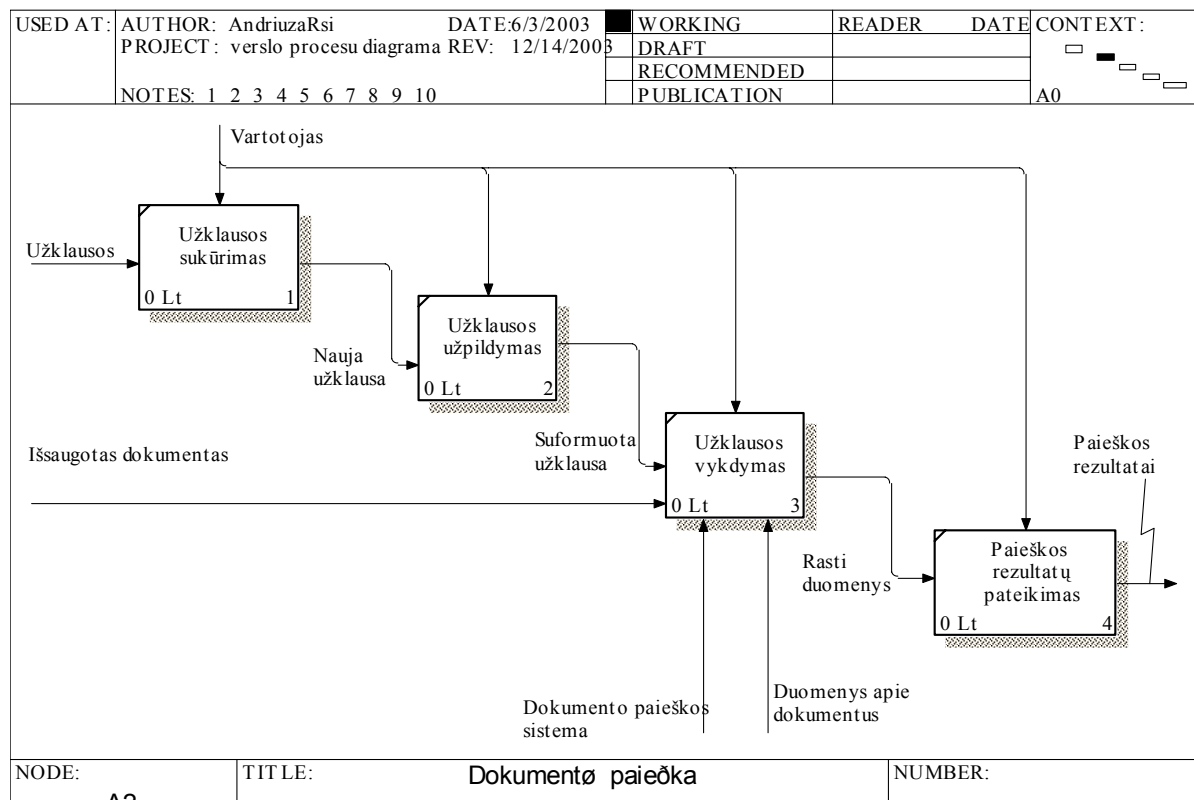 USED AT: AUTHOR: AndriuzaRsi DATE:6/3/2003 WORKING READER DATE CONTEXT:
PROJECT: verslo procesu diagrama REV: 12/14/2003 DRAFT
RECOMMENDED
NOTES: 1 2 3 4 5 6 7 8 9 10 PUBLICATION A0
Vartotojas
Užklausos
Užklausos
sukūrimas
0 Lt 1
Nauja
užklausa
Užklausos
užpildymas
0 Lt 2
Išsaugotas dokumentas
Suformuota
užklausa
Užklausos
vykdymas
0 Lt 3
Paieškos
rezultatai
Rasti
duomenys
Paieškos
rezultatų
pateikimas
0 Lt 4
Dokumento paieškos
sistema
Duomenys apie
dokumentus
NODE: TITLE: Dokumentø paieðka NUMBER: